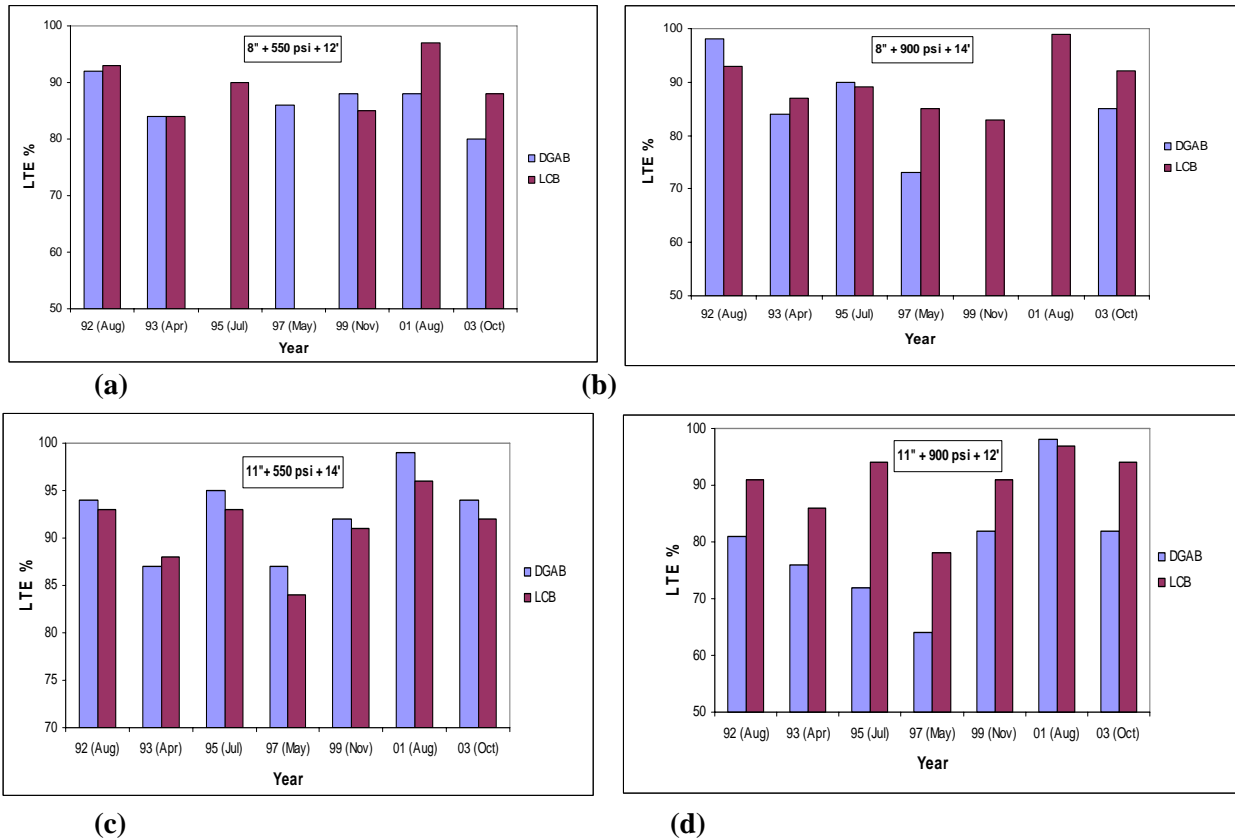 8" + 550 psi + 12'
100
90
80
70
60
50
LTE %
92 (Aug) 93 (Apr) 95 (Jul) 97 (May) 99 (Nov) 01 (Aug) 03 (Oct)
Year
DGAB
LCB
(a)
8" + 900 psi + 14'
100
90
80
70
60
50
LTE %
92 (Aug) 93 (Apr) 95 (Jul) 97 (May) 99 (Nov) 01 (Aug) 03 (Oct)
Year
DGAB
LCB
(b)
11"+ 550 psi + 14'
100
95
90
85
80
75
70
LTE %
92 (Aug) 93 (Apr) 95 (Jul) 97 (May) 99 (Nov) 01 (Aug) 03 (Oct)
Year
DGAB
LCB
(c)
11" + 900 psi + 12'
100
90
80
70
60
50
LTE %
92 (Aug) 93 (Apr) 95 (Jul) 97 (May) 99 (Nov) 01 (Aug) 03 (Oct)
Year
DGAB
LCB
(d)